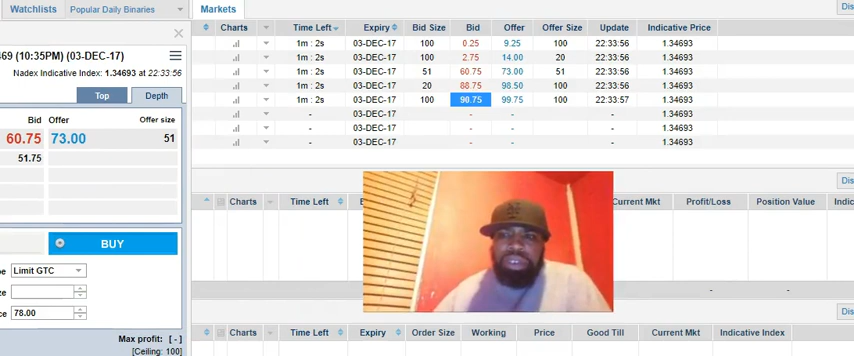 Watchlists Popular Daily Binaries
469 (10:35PM) (03-DEC-17)
Nadex Indicative Index: 1.34693 at 22:33:56
Top Depth
Bid Offer Offer size
60.75 73.00 51
51.75
BUY
Limit GTC
78.00
Max profit: [ - ]
[Ceiling: 100]
Markets
Charts Time Left Expiry Bid Size Bid Offer Offer Size Update Indicative Price
1m : 2s 03-DEC-17 100 0.25 9.25 100 22:33:56 1.34693
1m : 2s 03-DEC-17 100 2.75 14.00 20 22:33:56 1.34693
1m : 2s 03-DEC-17 51 60.75 73.00 51 22:33:56 1.34693
1m : 2s 03-DEC-17 20 88.75 98.50 100 22:33:56 1.34693
1m : 2s 03-DEC-17 100 90.75 99.75 100 22:33:57 1.34693
- 03-DEC-17 - - - - - 1.34693
- 03-DEC-17 - - - - - 1.34693
- 03-DEC-17 - - - - - 1.34693
Charts Time Left Current Mkt Profit/Loss Position Value
- -
Charts Time Left Expiry Order Size Working Price Good Till Current Mkt Indicative Index